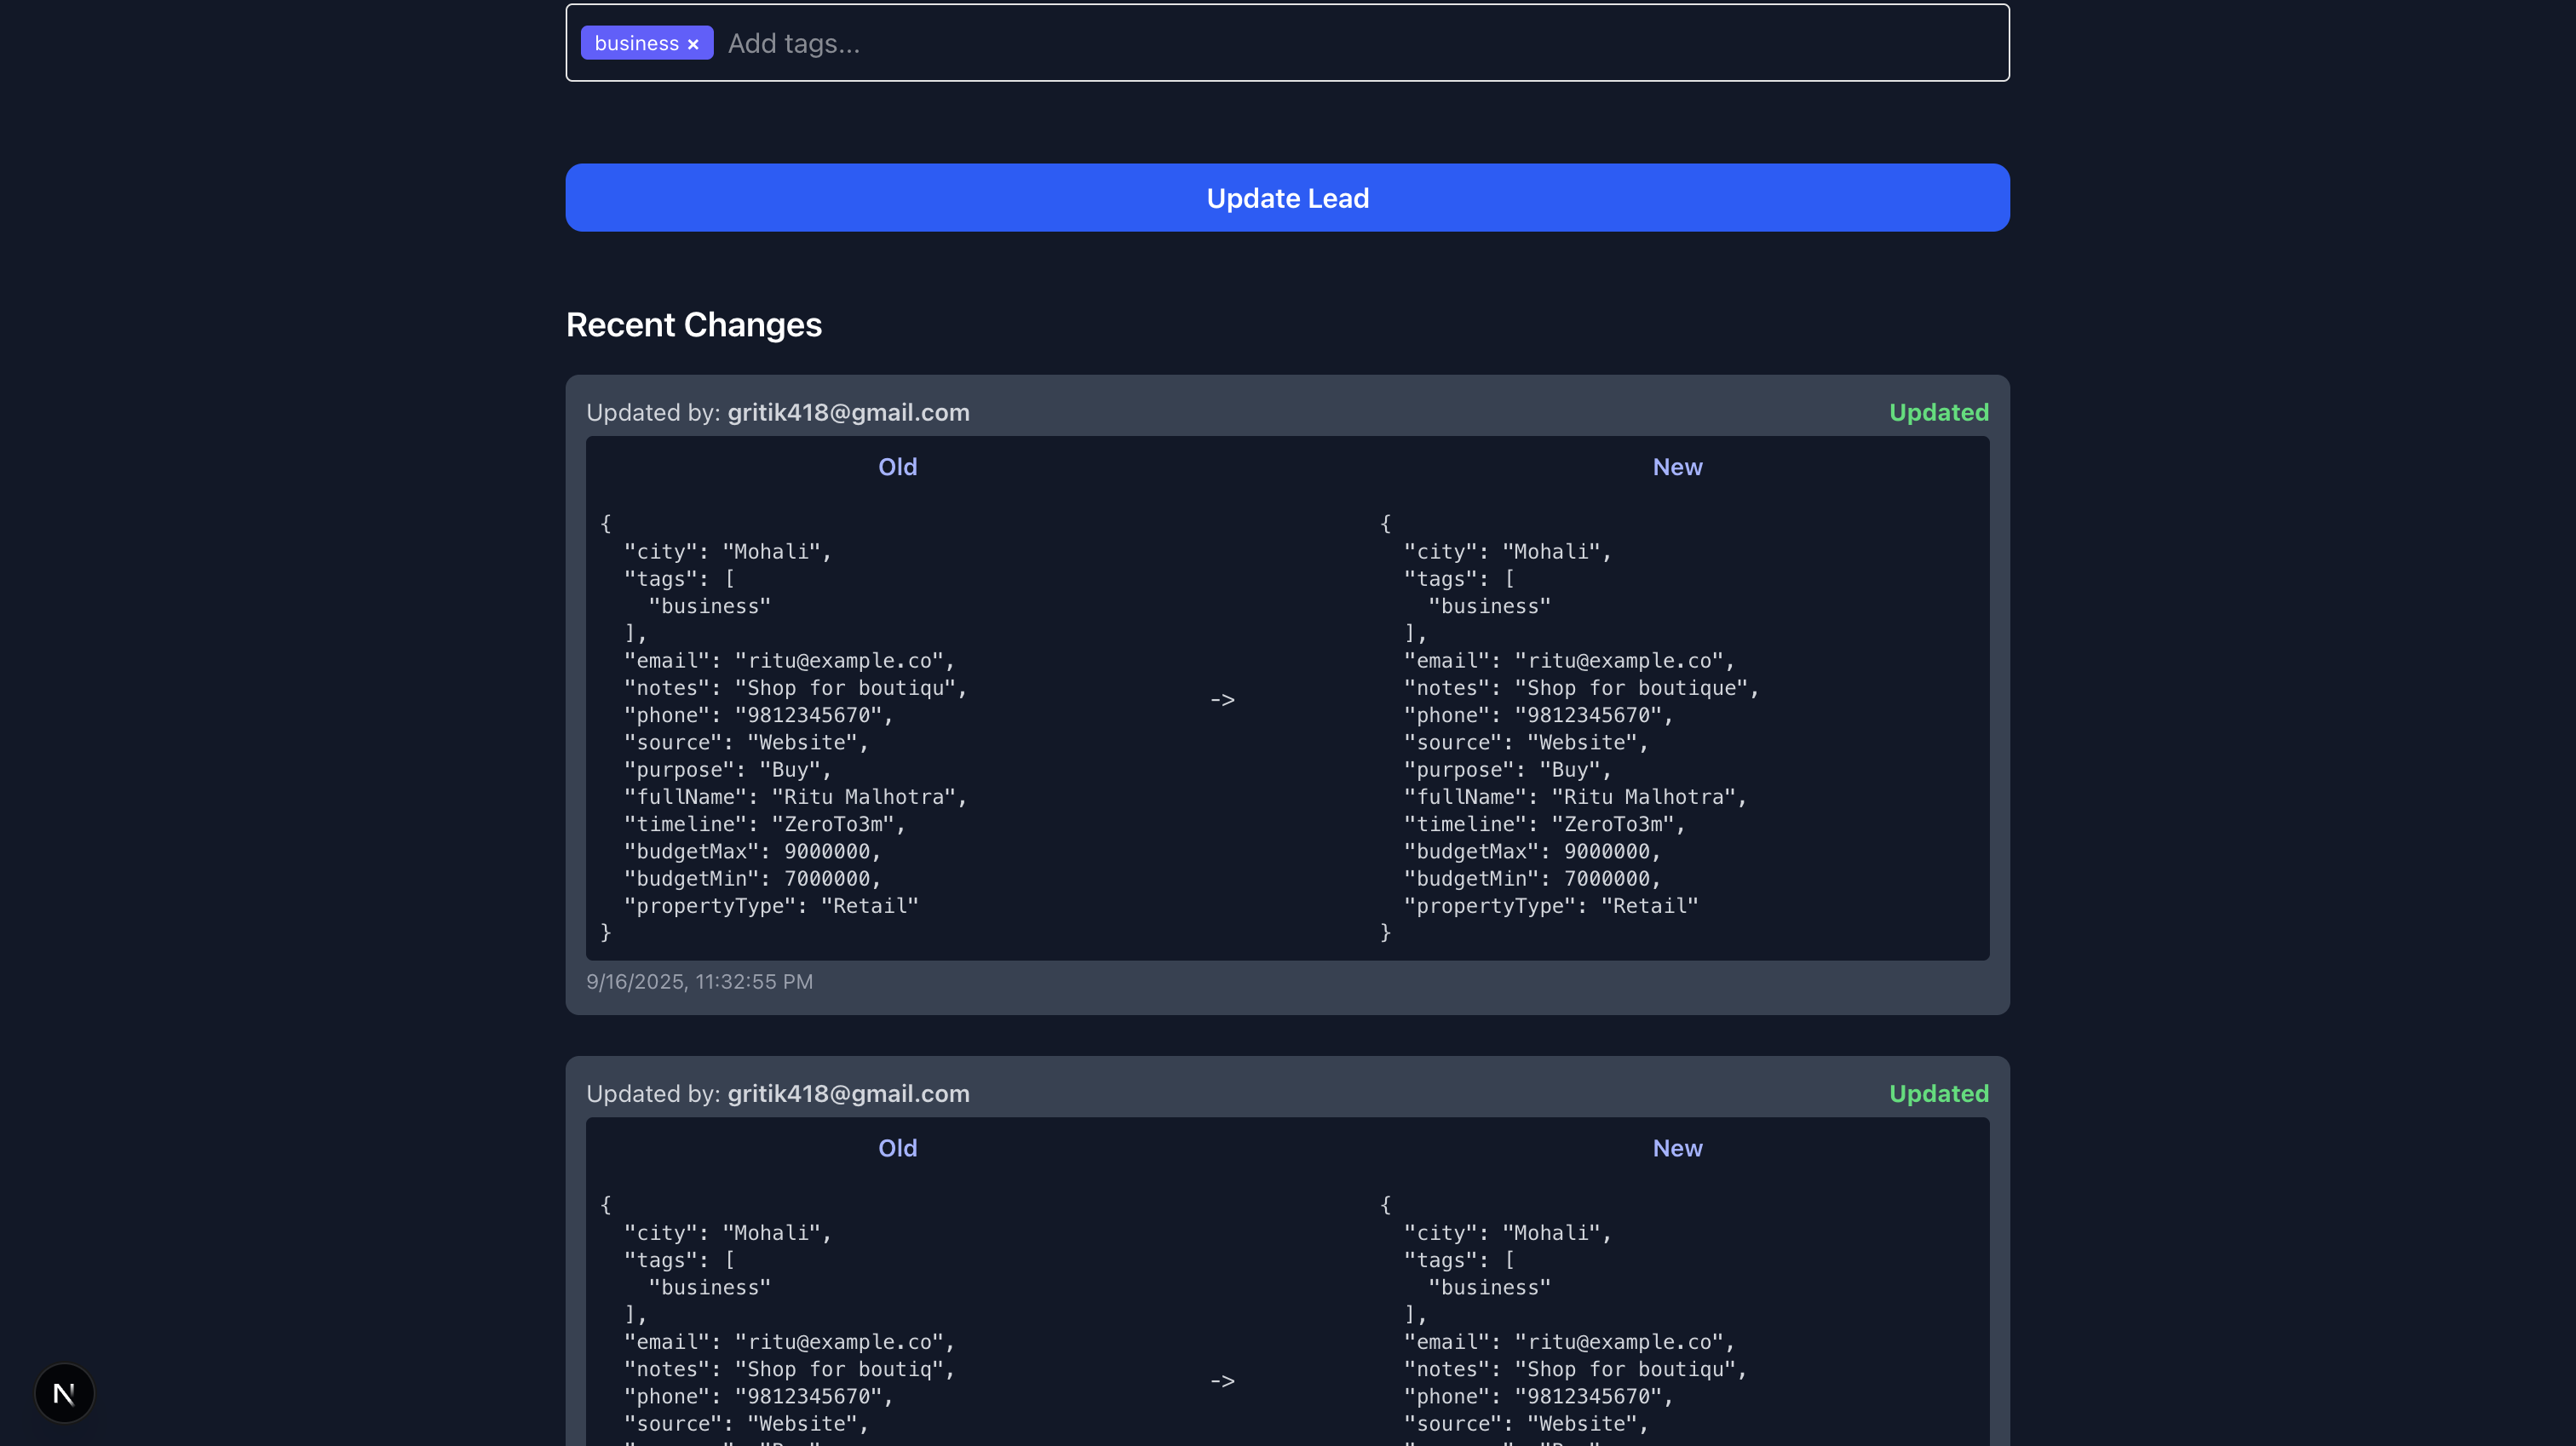 business × Add tags...
Update Lead
Recent Changes
Updated by: gritik418@gmail.com Updated
Old New
{ {
"city": "Mohali", "city": "Mohali",
"tags": [ "tags": [
"business" "business"
], ],
"email": "ritu@example.co", "email": "ritu@example.co",
"notes": "Shop for boutiqu", "notes": "Shop for boutique",
-> 
"phone": "9812345670", "phone": "9812345670",
"source": "Website", "source": "Website",
"purpose": "Buy", "purpose": "Buy",
"fullName": "Ritu Malhotra", "fullName": "Ritu Malhotra",
"timeline": "ZeroTo3m", "timeline": "ZeroTo3m",
"budgetMax": 9000000, "budgetMax": 9000000,
"budgetMin": 7000000, "budgetMin": 7000000,
"propertyType": "Retail" "propertyType": "Retail"
} }
9/16/2025, 11:32:55 PM
Updated by: gritik418@gmail.com Updated
Old New
{ {
"city": "Mohali", "city": "Mohali",
"tags": [ "tags": [
"business" "business"
], ],
"email": "ritu@example.co", "email": "ritu@example.co",
"notes": "Shop for boutiq", "notes": "Shop for boutiqu",
->
"phone": "9812345670", "phone": "9812345670",
"source": "Website", "source": "Website",
N